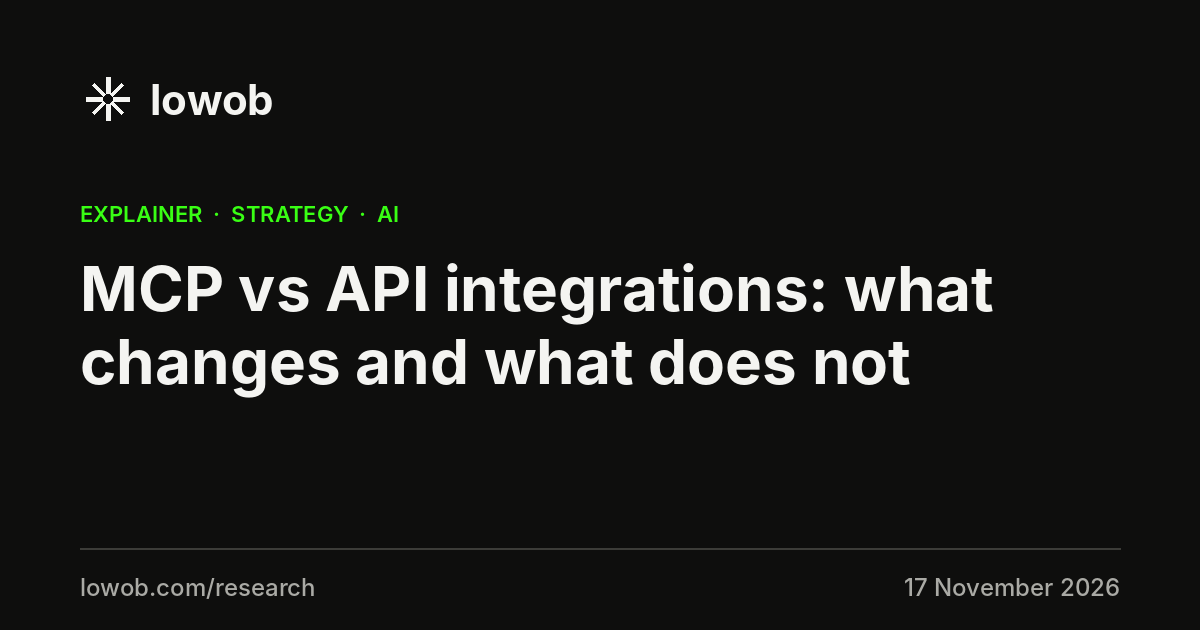 lowob
EXPLAINER · STRATEGY · AI
MCP vs API integrations: what
changes and what does not
lowob.com/research
17 November 2026